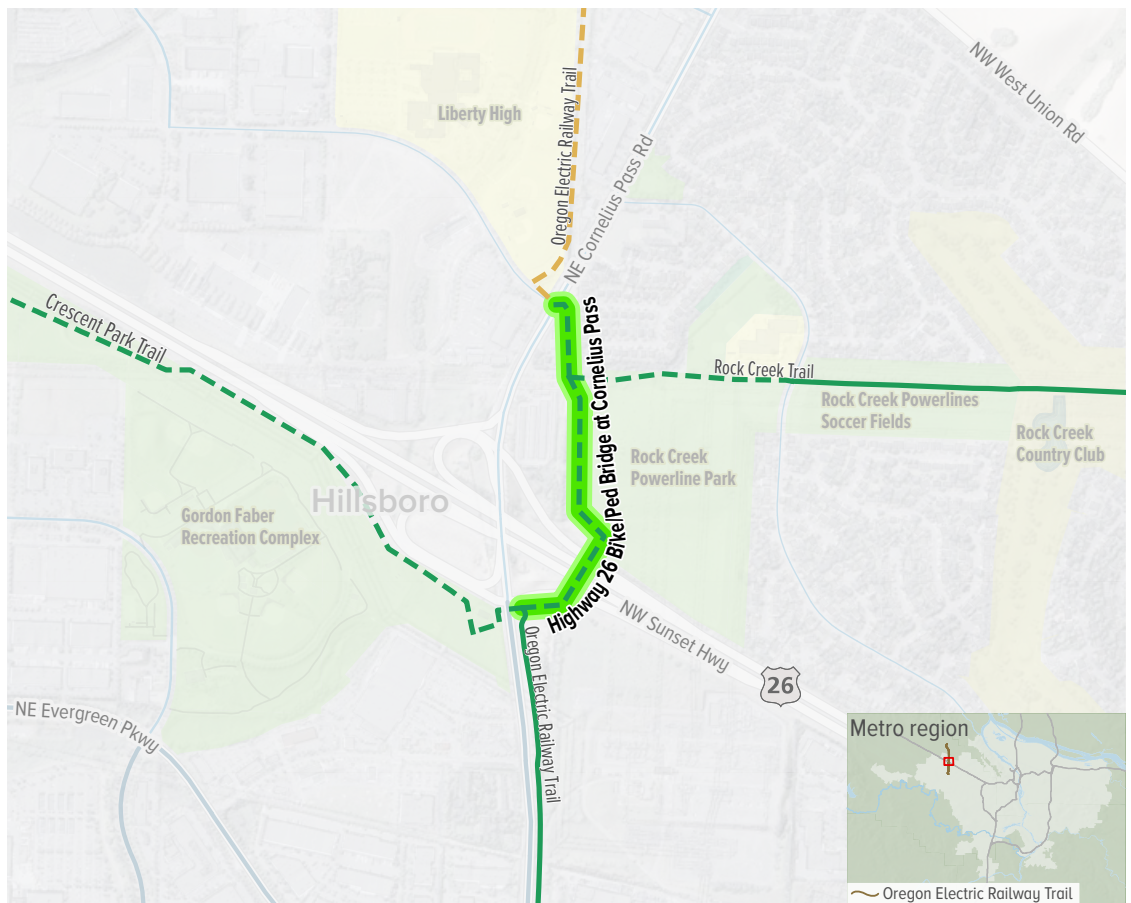 NW West Union Rd
Liberty High
Oregon Electric Railway Trail
NE Cornelius Pass Rd
Crescent Park Trail
Highway 26 Bike/Ped Bridge at Cornelius Pass
Rock Creek Trail
Rock Creek Powerlines
Soccer Fields
Rock Creek
Country Club
Rock Creek
Powerline Park
Hillsboro
Gordon Faber
Recreation Complex
NW Sunset Hwy
26
Oregon Electric Railway Trail
NE Evergreen Pkwy
Metro region
Oregon Electric Railway Trail